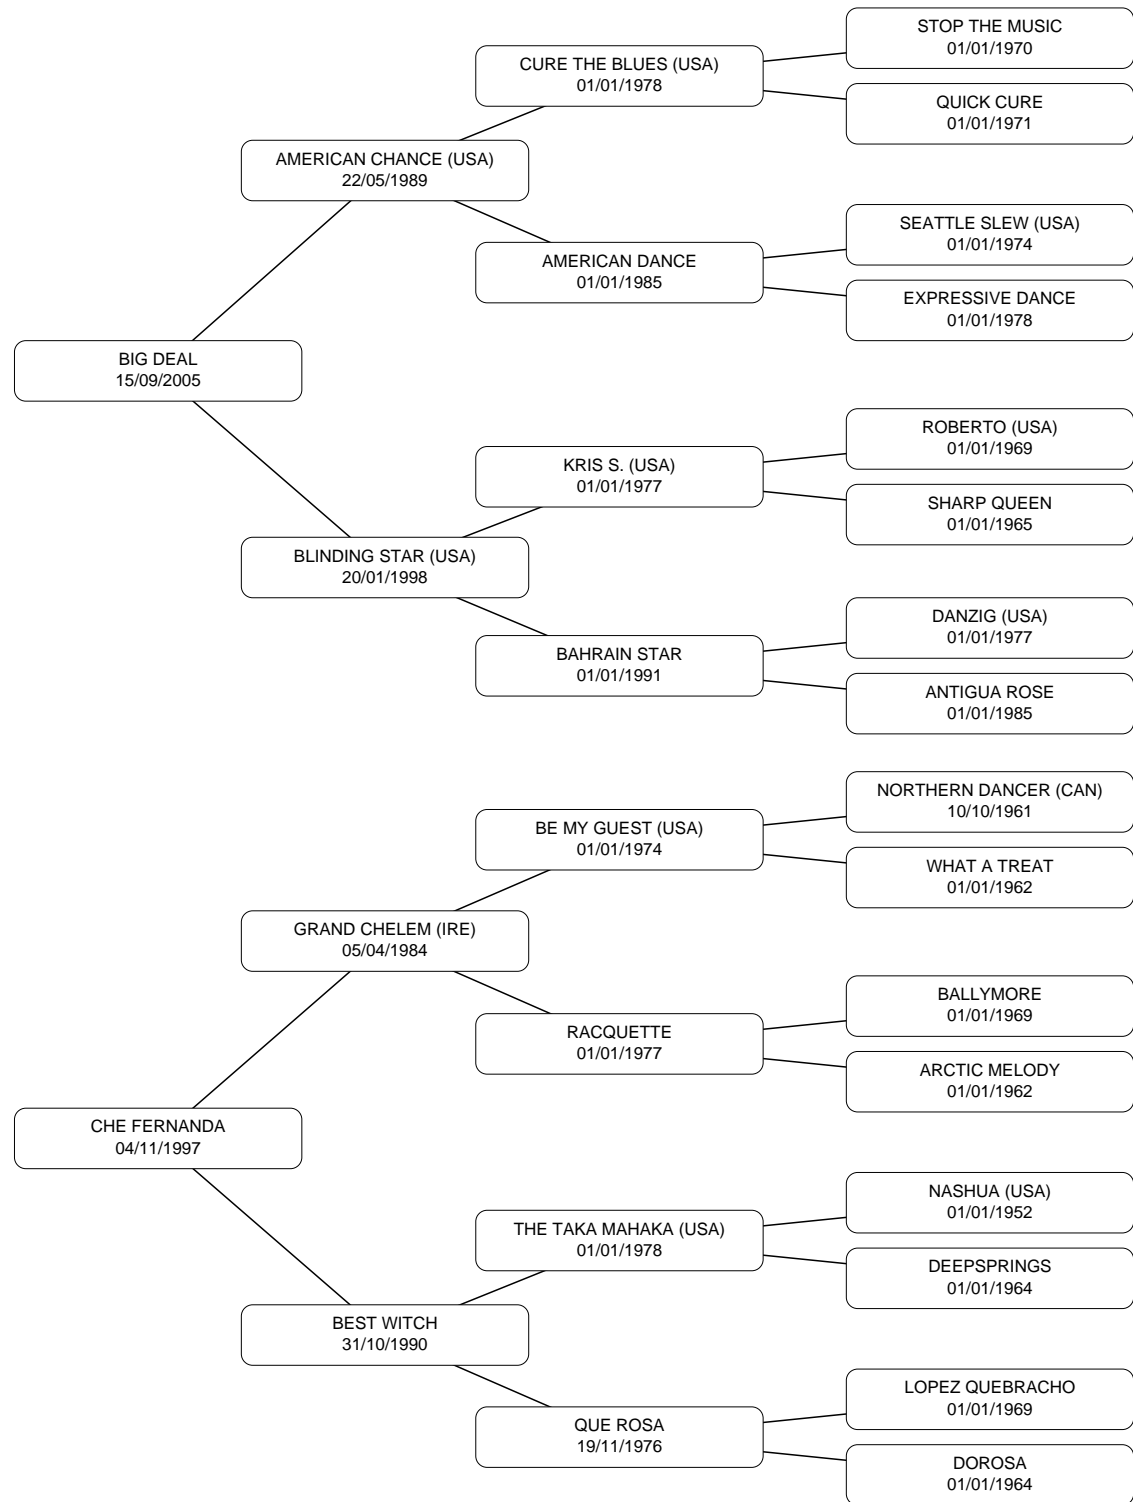 STOP THE MUSIC
01/01/1970
CURE THE BLUES (USA)
01/01/1978
QUICK CURE
01/01/1971
AMERICAN CHANCE (USA)
22/05/1989
SEATTLE SLEW (USA)
01/01/1974
AMERICAN DANCE
01/01/1985
EXPRESSIVE DANCE
01/01/1978
BIG DEAL
15/09/2005
ROBERTO (USA)
01/01/1969
KRIS S. (USA)
01/01/1977
SHARP QUEEN
01/01/1965
BLINDING STAR (USA)
20/01/1998
DANZIG (USA)
01/01/1977
BAHRAIN STAR
01/01/1991
ANTIGUA ROSE
01/01/1985
NORTHERN DANCER (CAN)
10/10/1961
BE MY GUEST (USA)
01/01/1974
WHAT A TREAT
01/01/1962
GRAND CHELEM (IRE)
05/04/1984
BALLYMORE
01/01/1969
RACQUETTE
01/01/1977
ARCTIC MELODY
01/01/1962
CHE FERNANDA
04/11/1997
NASHUA (USA)
01/01/1952
THE TAKA MAHAKA (USA)
01/01/1978
DEEPSPRINGS
01/01/1964
BEST WITCH
31/10/1990
LOPEZ QUEBRACHO
01/01/1969
QUE ROSA
19/11/1976
DOROSA
01/01/1964